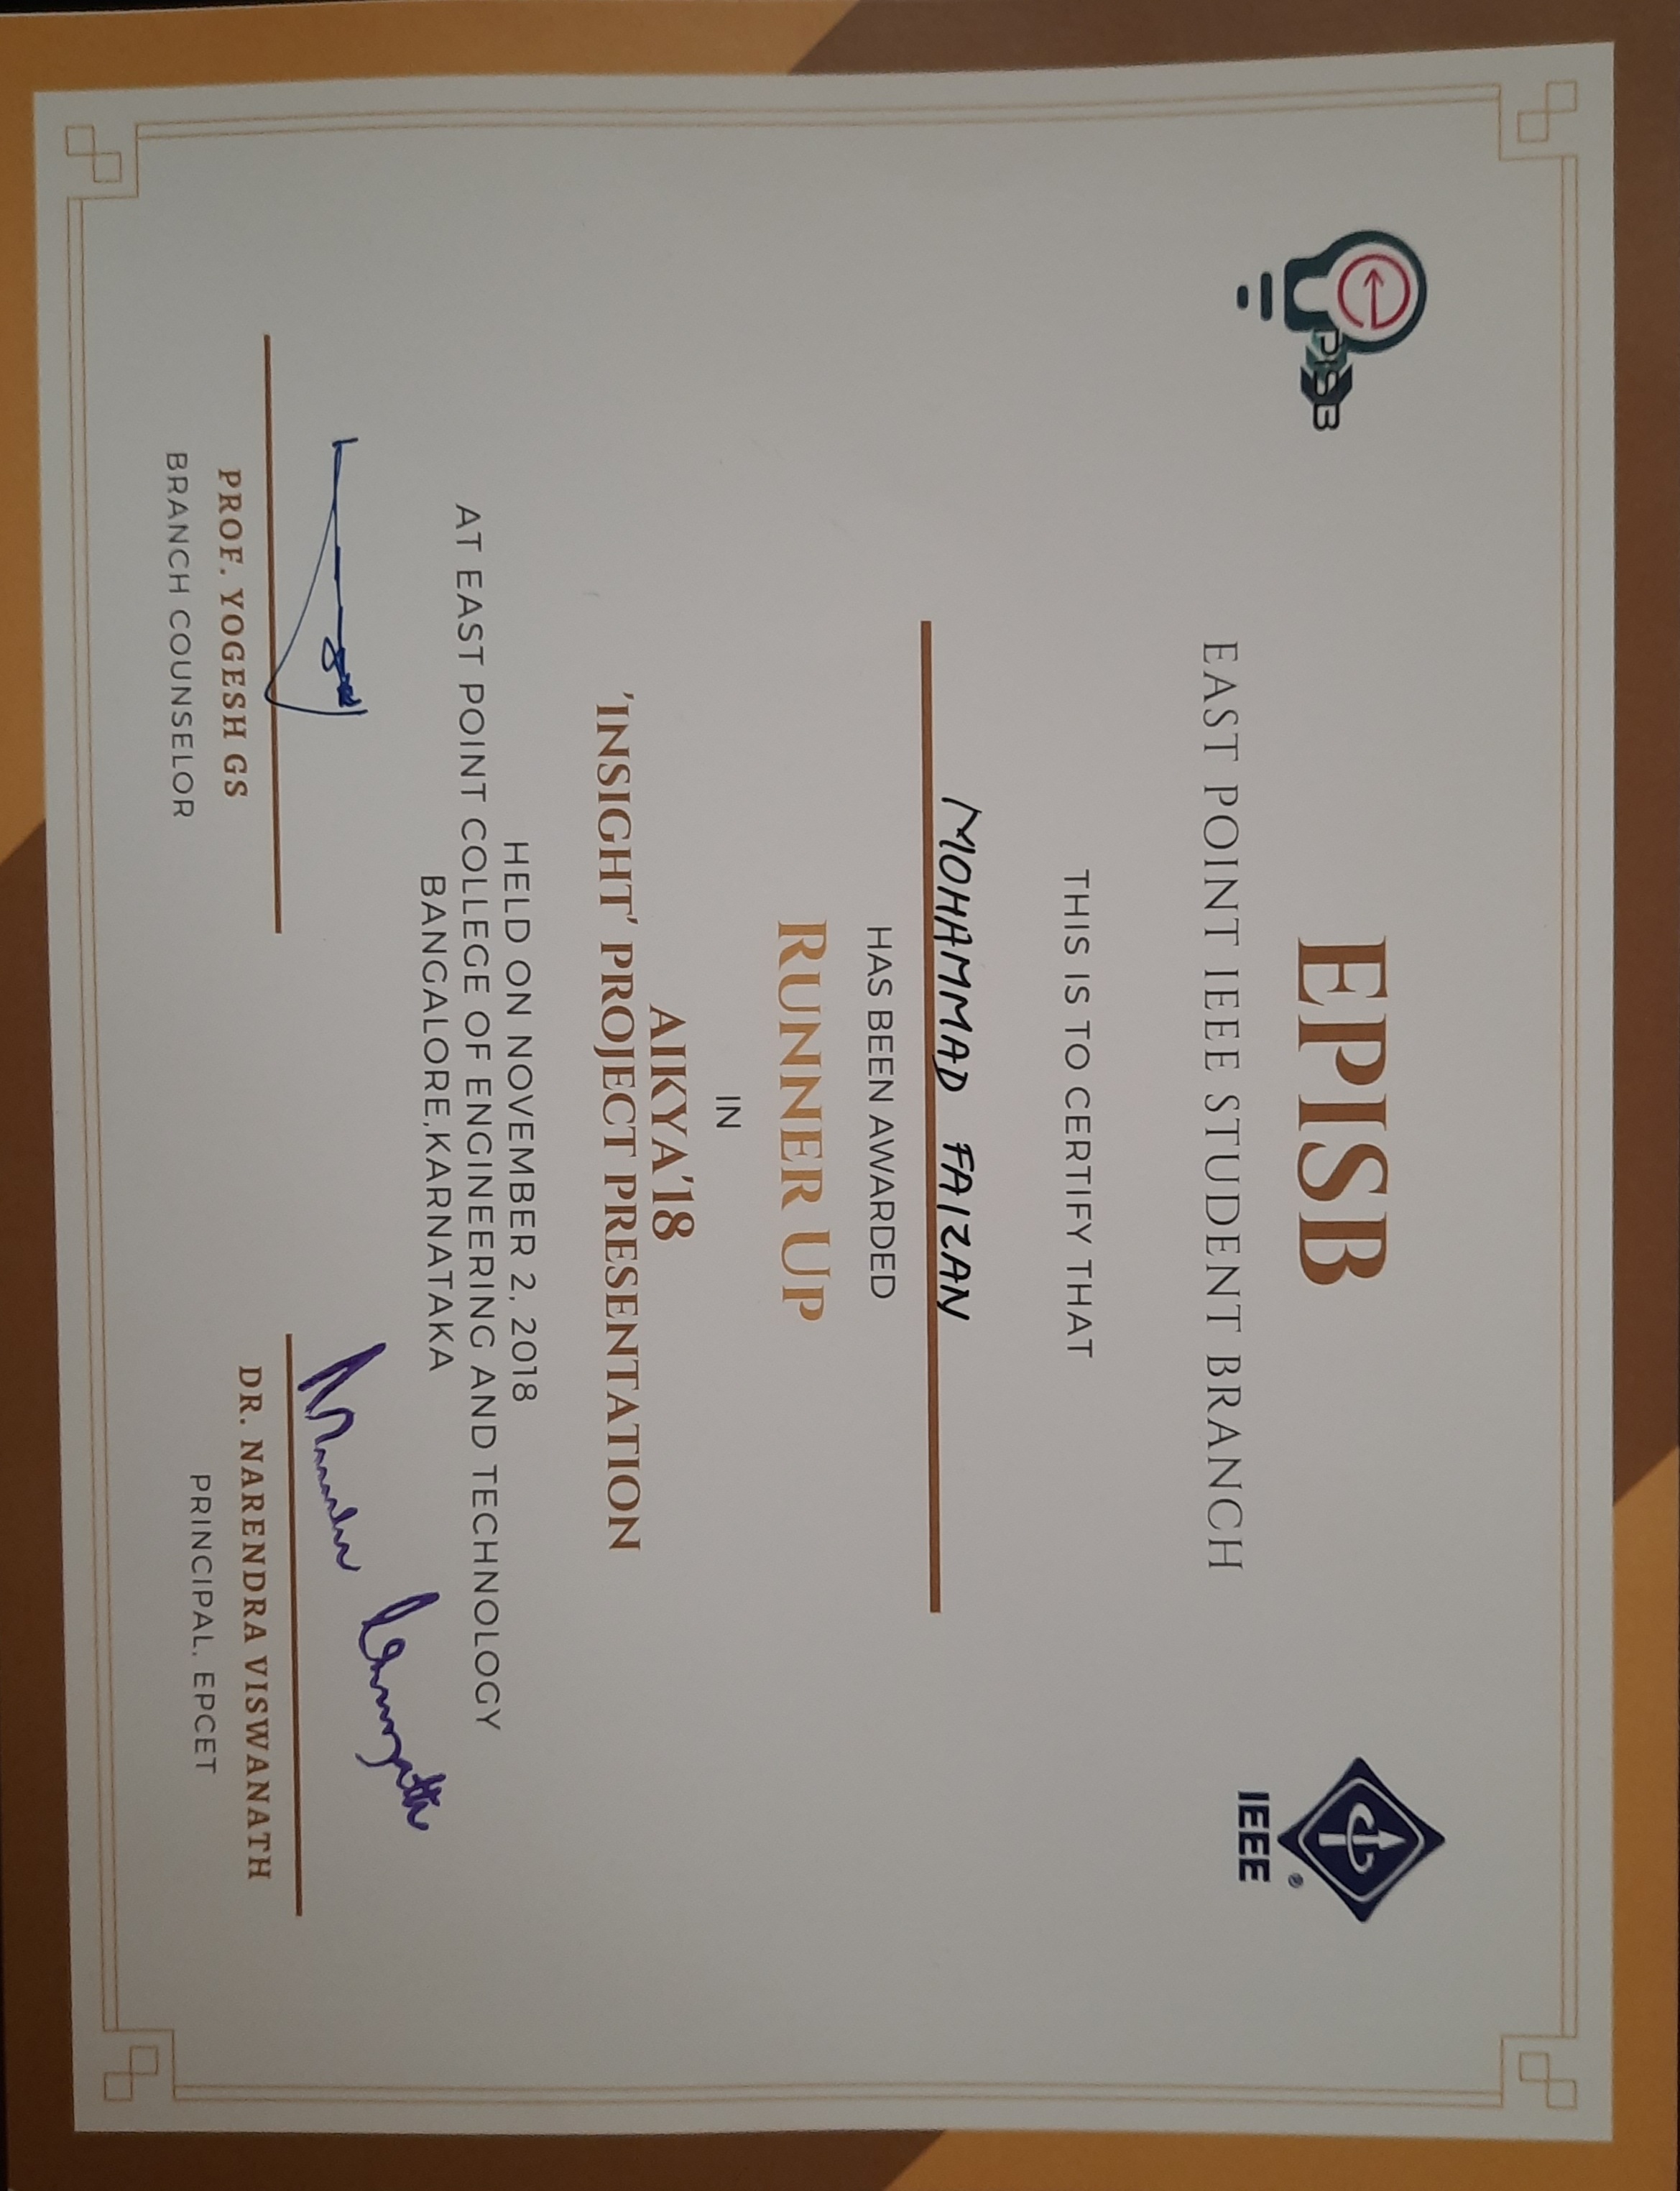 PISB
IEEE
EPISB
EAST POINT IEEE STUDENT BRANCH
THIS IS TO CERTIFY THAT
MOHAMMAD FAIZAN
HAS BEEN AWARDED
RUNNER UP
IN
AIKYA'18
'INSIGHT' PROJECT PRESENTATION
HELD ON NOVEMBER 2, 2018
AT EAST POINT COLLEGE OF ENGINEERING AND TECHNOLOGY
BANGALORE,KARNATAKA
PROF. YOGESH GS
BRANCH COUNSELOR
DR. NARENDRA VISWANATH
PRINCIPAL, EPCET